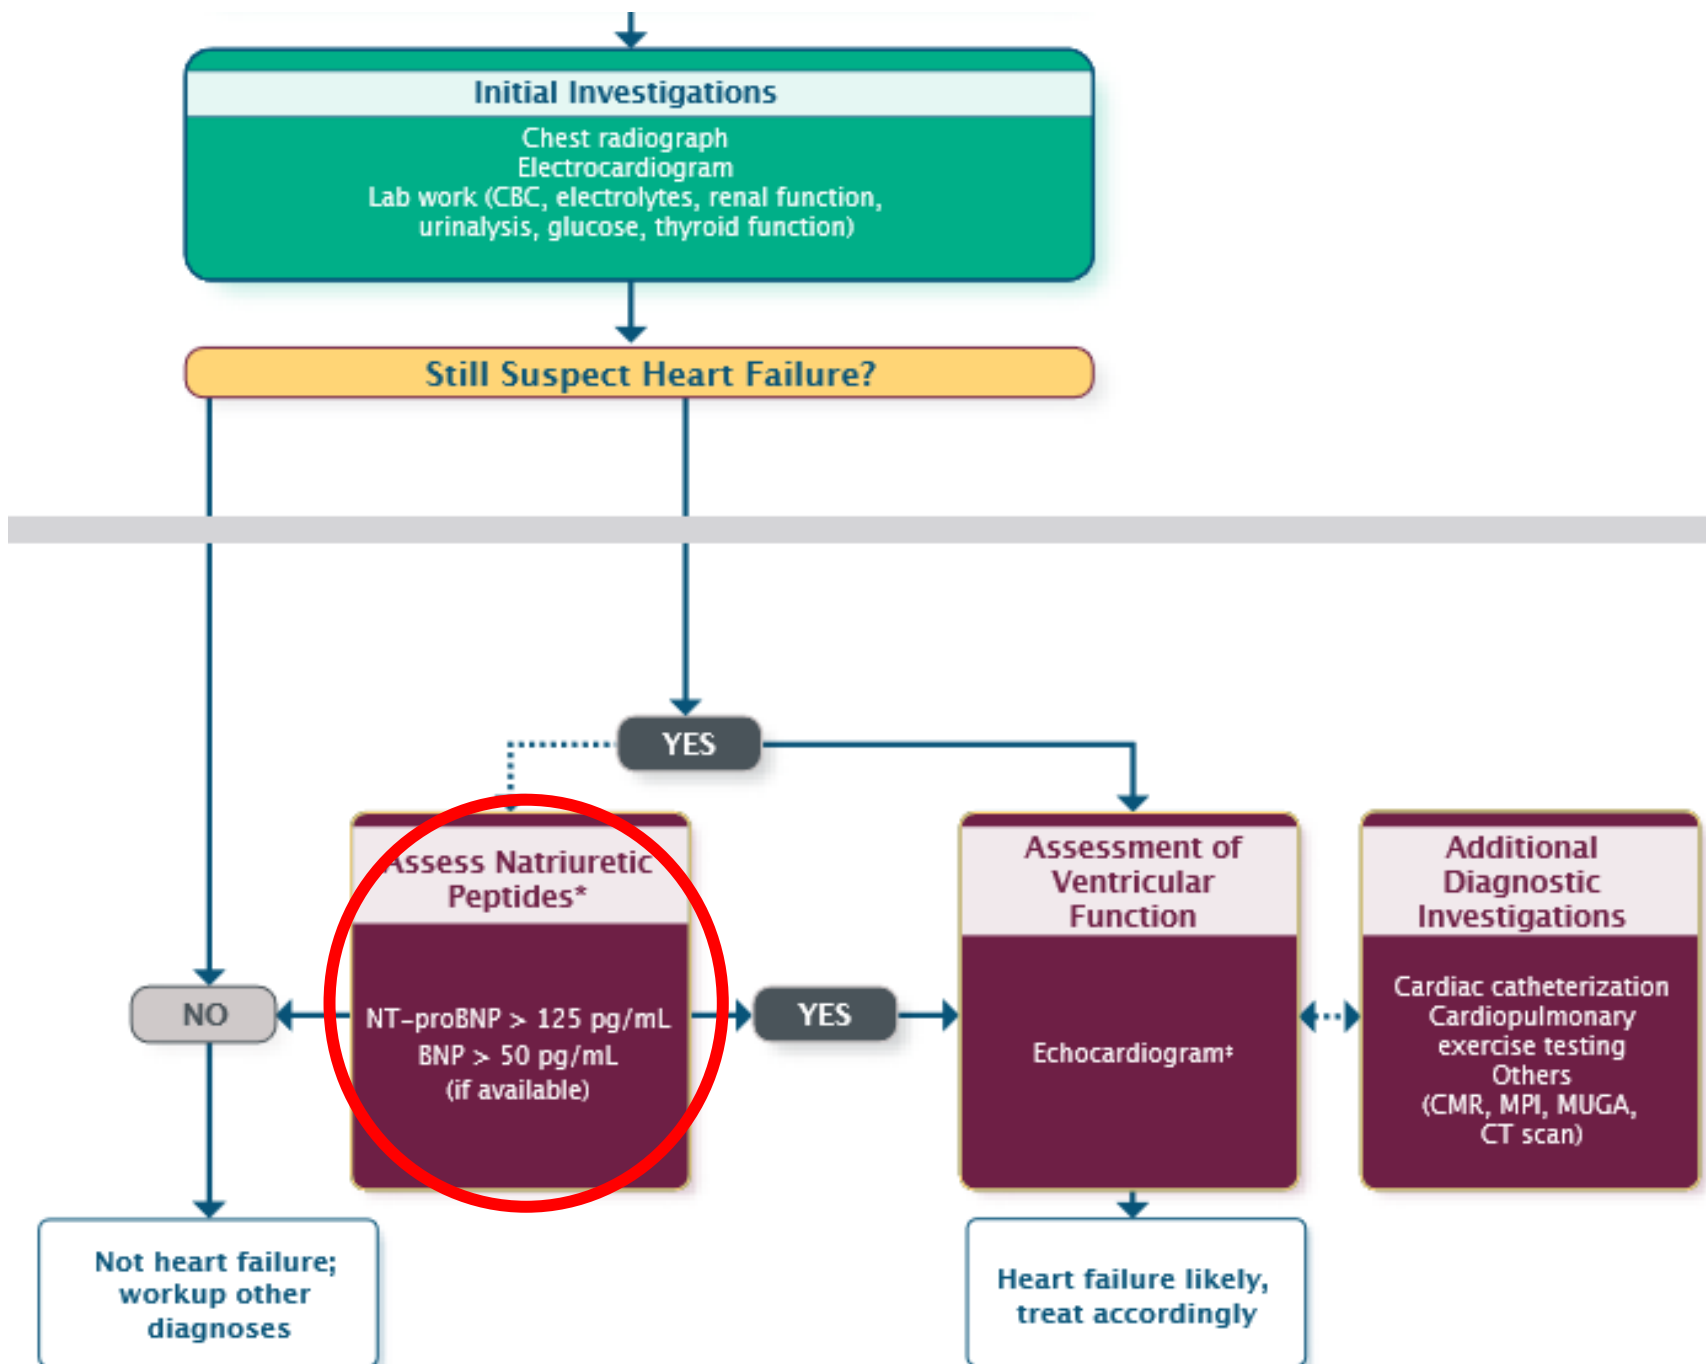 Initial Investigations
Chest radiograph
Electrocardiogram
Lab work (CBC, electrolytes, renal function,
urinalysis, glucose, thyroid function)
Still Suspect Heart Failure?
YES
Assess Natriuretic
Peptides*
NT-proBNP > 125 pg/mL
BNP > 50 pg/mL
(if available)
NO
YES
Assessment of
Ventricular
Function
Echocardiogram‡
Additional
Diagnostic
Investigations
Cardiac catheterization
Cardiopulmonary
exercise testing
Others
(CMR, MPI, MUGA,
CT scan)
Not heart failure;
workup other
diagnoses
Heart failure likely,
treat accordingly